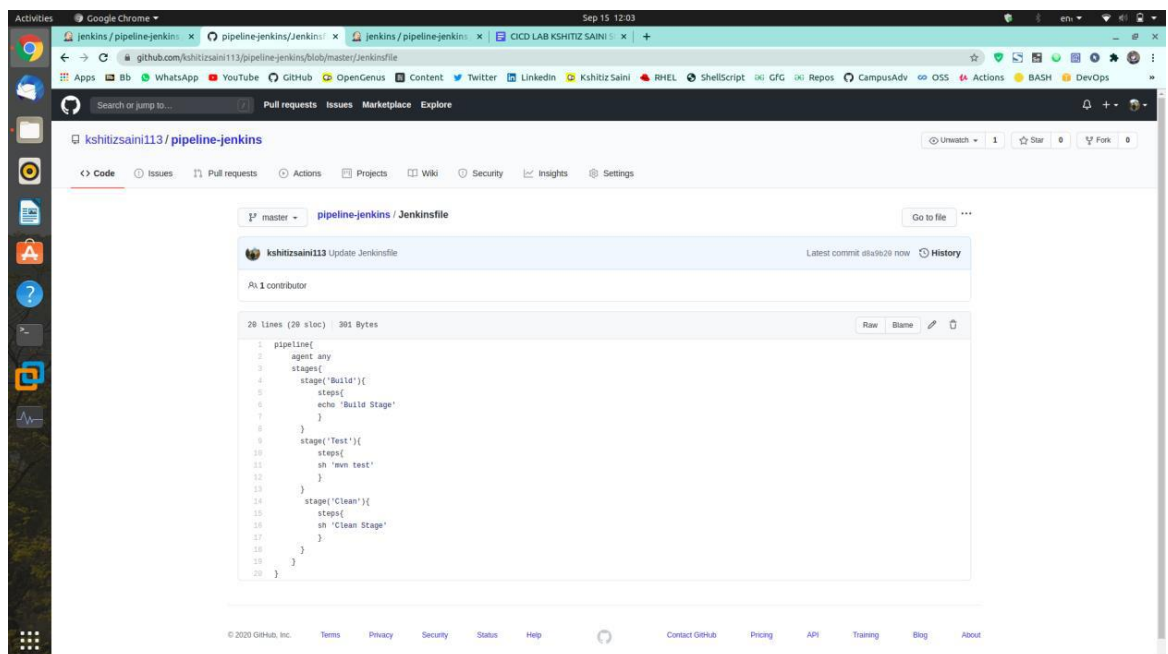 Activities Google Chrome Sep 15 12:03 en
jenkins / pipeline-jenkins × pipeline-jenkins/Jenkinsf × jenkins / pipeline-jenkins × CICD LAB KSHITIZ SAINI × +
github.com/kshitizsaini113/pipeline-jenkins/blob/master/Jenkinsfile
Apps Bb WhatsApp YouTube GitHub OpenGenus Content Twitter LinkedIn Kshitiz Saini RHEL ShellScript GfG Repos CampusAdv OSS Actions BASH DevOps »
Search or jump to... / Pull requests Issues Marketplace Explore
kshitizsaini113 / pipeline-jenkins Unwatch 1 Star 0 Fork 0
<> Code Issues Pull requests Actions Projects Wiki Security Insights Settings
master pipeline-jenkins / Jenkinsfile Go to file ...
kshitizsaini113 Update Jenkinsfile Latest commit d8a9b20 now History
1 contributor
20 lines (20 sloc) 301 Bytes Raw Blame
1 pipeline{
2 agent any
3 stages{
4 stage('Build'){
5 steps{
6 echo 'Build Stage'
7 }
8 }
9 stage('Test'){
10 steps{
11 sh 'mvn test'
12 }
13 }
14 stage('Clean'){
15 steps{
16 sh 'Clean Stage'
17 }
18 }
19 }
20 }
© 2020 GitHub, Inc. Terms Privacy Security Status Help Contact GitHub Pricing API Training Blog About